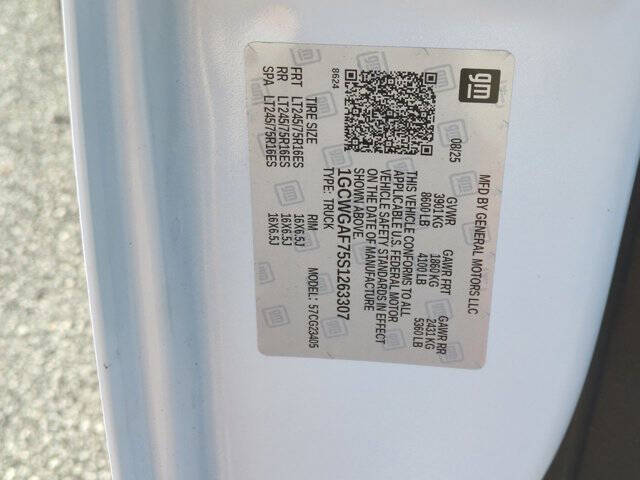 gm
MFD BY GENERAL MOTORS LLC
08/25 GVWR GAWR FRT GAWR RR
3901 KG 1860 KG 2431 KG
8600 LB 4100 LB 5360 LB
THIS VEHICLE CONFORMS TO ALL
APPLICABLE U.S. FEDERAL MOTOR
VEHICLE SAFETY STANDARDS IN EFFECT
ON THE DATE OF MANUFACTURE
SHOWN ABOVE.
1GCWGAF75S1263307
8624 TYPE: TRUCK MODEL: 57CG23405
TIRE SIZE RIM
FRT LT245/75R16ES 16X6.5J
RR LT245/75R16ES 16X6.5J
SPA LT245/75R16ES 16X6.5J